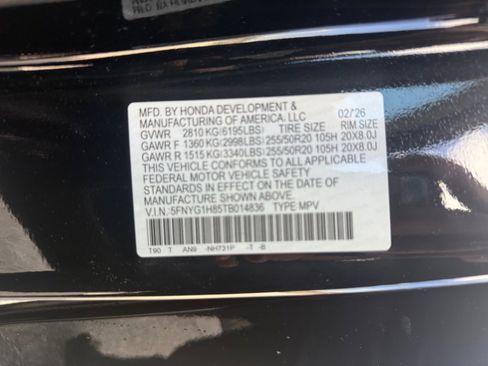 MFD. BY HONDA DEVELOPMENT &
MANUFACTURING OF AMERICA, LLC 02/26
GVWR 2810 KG(6195LBS) TIRE SIZE RIM SIZE
GAWR F 1360 KG(2998LBS) 255/50R20 105H 20X8.0J
GAWR R 1515 KG(3340LBS) 255/50R20 105H 20X8.0J
THIS VEHICLE CONFORMS TO ALL APPLICABLE
FEDERAL MOTOR VEHICLE SAFETY
STANDARDS IN EFFECT ON THE DATE OF
MANUFACTURE SHOWN ABOVE.
V.I.N.:5FNYG1H85TB014836 TYPE MPV
T90 T AN9 -NH731P -T -B